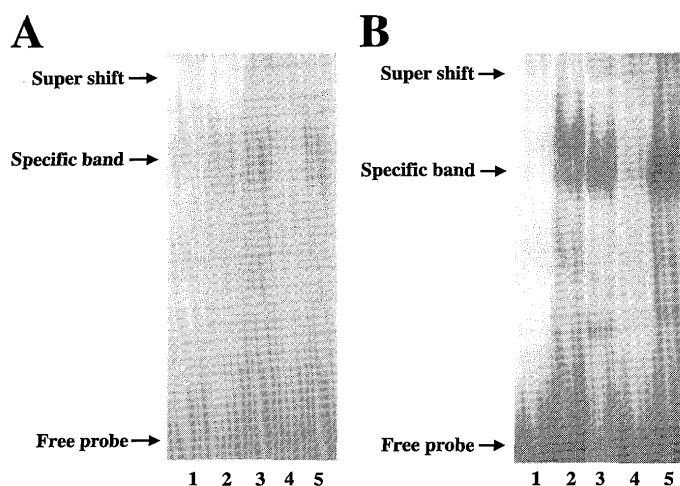 A
Super shift
Specific band
Free probe
1 2 3 4 5
B
Super shift
Specific band
Free probe
1 2 3 4 5